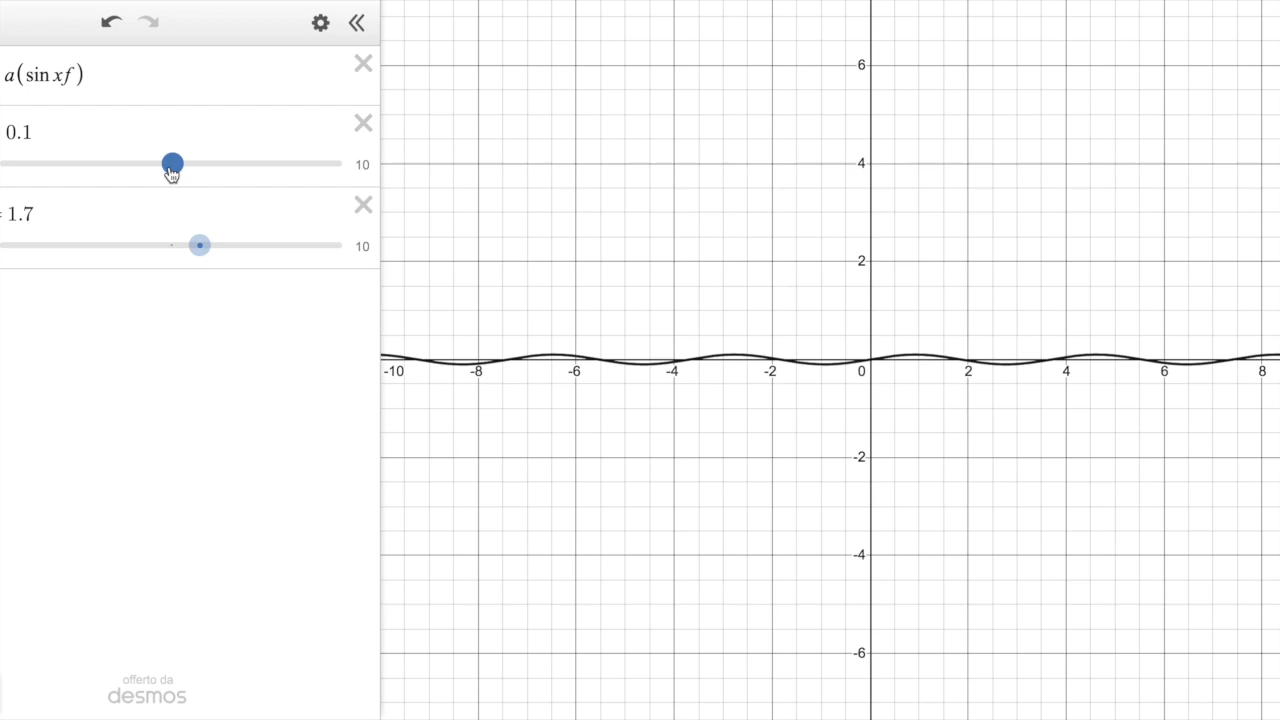 a(sin xf)
0.1
10
= 1.7
10
6
4
2
-10 -8 -6 -4 -2 0 2 4 6 8
-2
-4
-6
offerto da
desmos